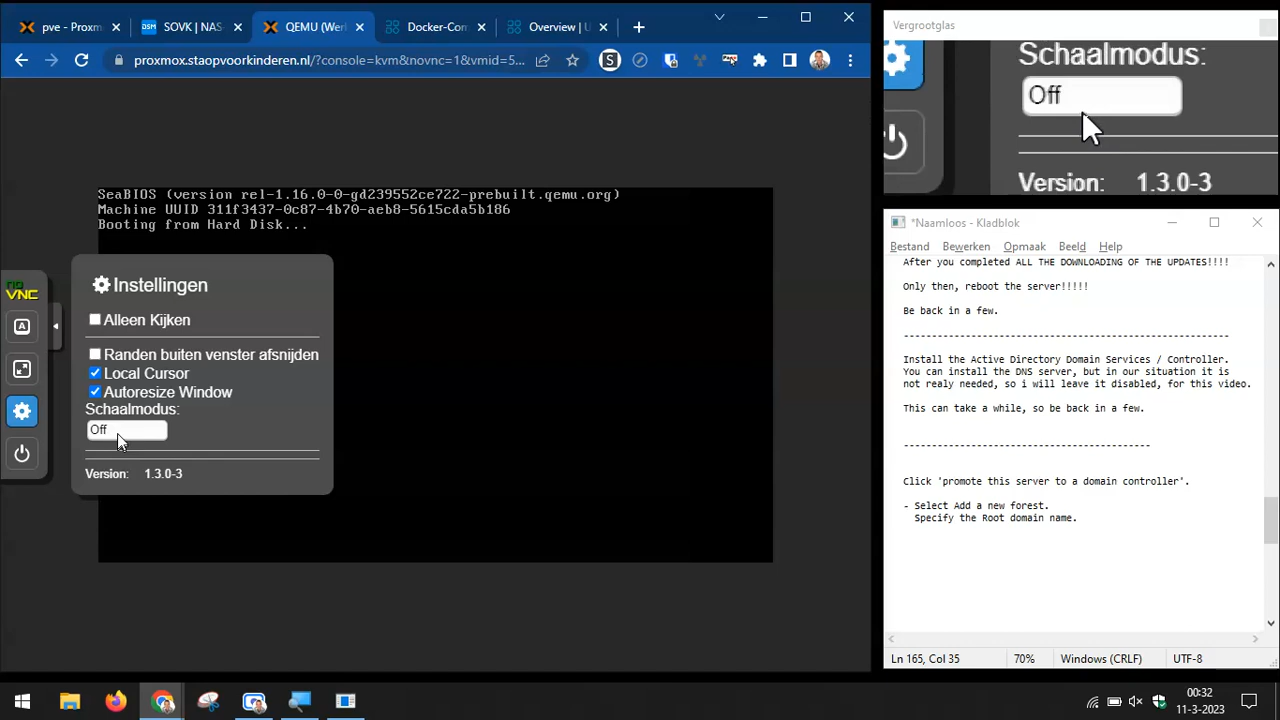 pve - Proxm
SOVK | NAS
QEMU (Werk
Docker-Com
Overview | U
proxmox.staopvoorkinderen.nl/?console=kvm&novnc=1&vmid=5...
SeaBIOS (version rel-1.16.0-0-gd239552ce722-prebuilt.qemu.org)
Machine UUID 311f3437-0c87-4b70-aeb8-5615cda5b186
Booting from Hard Disk...
no
VNC
A
Instellingen
Alleen Kijken
Randen buiten venster afsnijden
Local Cursor
Autoresize Window
Schaalmodus:
Off
Version: 1.3.0-3
Vergrootglas
Schaalmodus:
Off
Version: 1.3.0-3
*Naamloos - Kladblok
Bestand Bewerken Opmaak Beeld Help
After you completed ALL THE DOWNLOADING OF THE UPDATES!!!!
Only then, reboot the server!!!!!
Be back in a few.
------------------------------------------------------
Install the Active Directory Domain Services / Controller.
You can install the DNS server, but in our situation it is
not realy needed, so i will leave it disabled, for this video.
This can take a while, so be back in a few.
-----------------------------------------
Click 'promote this server to a domain controller'.
- Select Add a new forest.
Specify the Root domain name.
Ln 165, Col 35 70% Windows (CRLF) UTF-8
00:32
11-3-2023